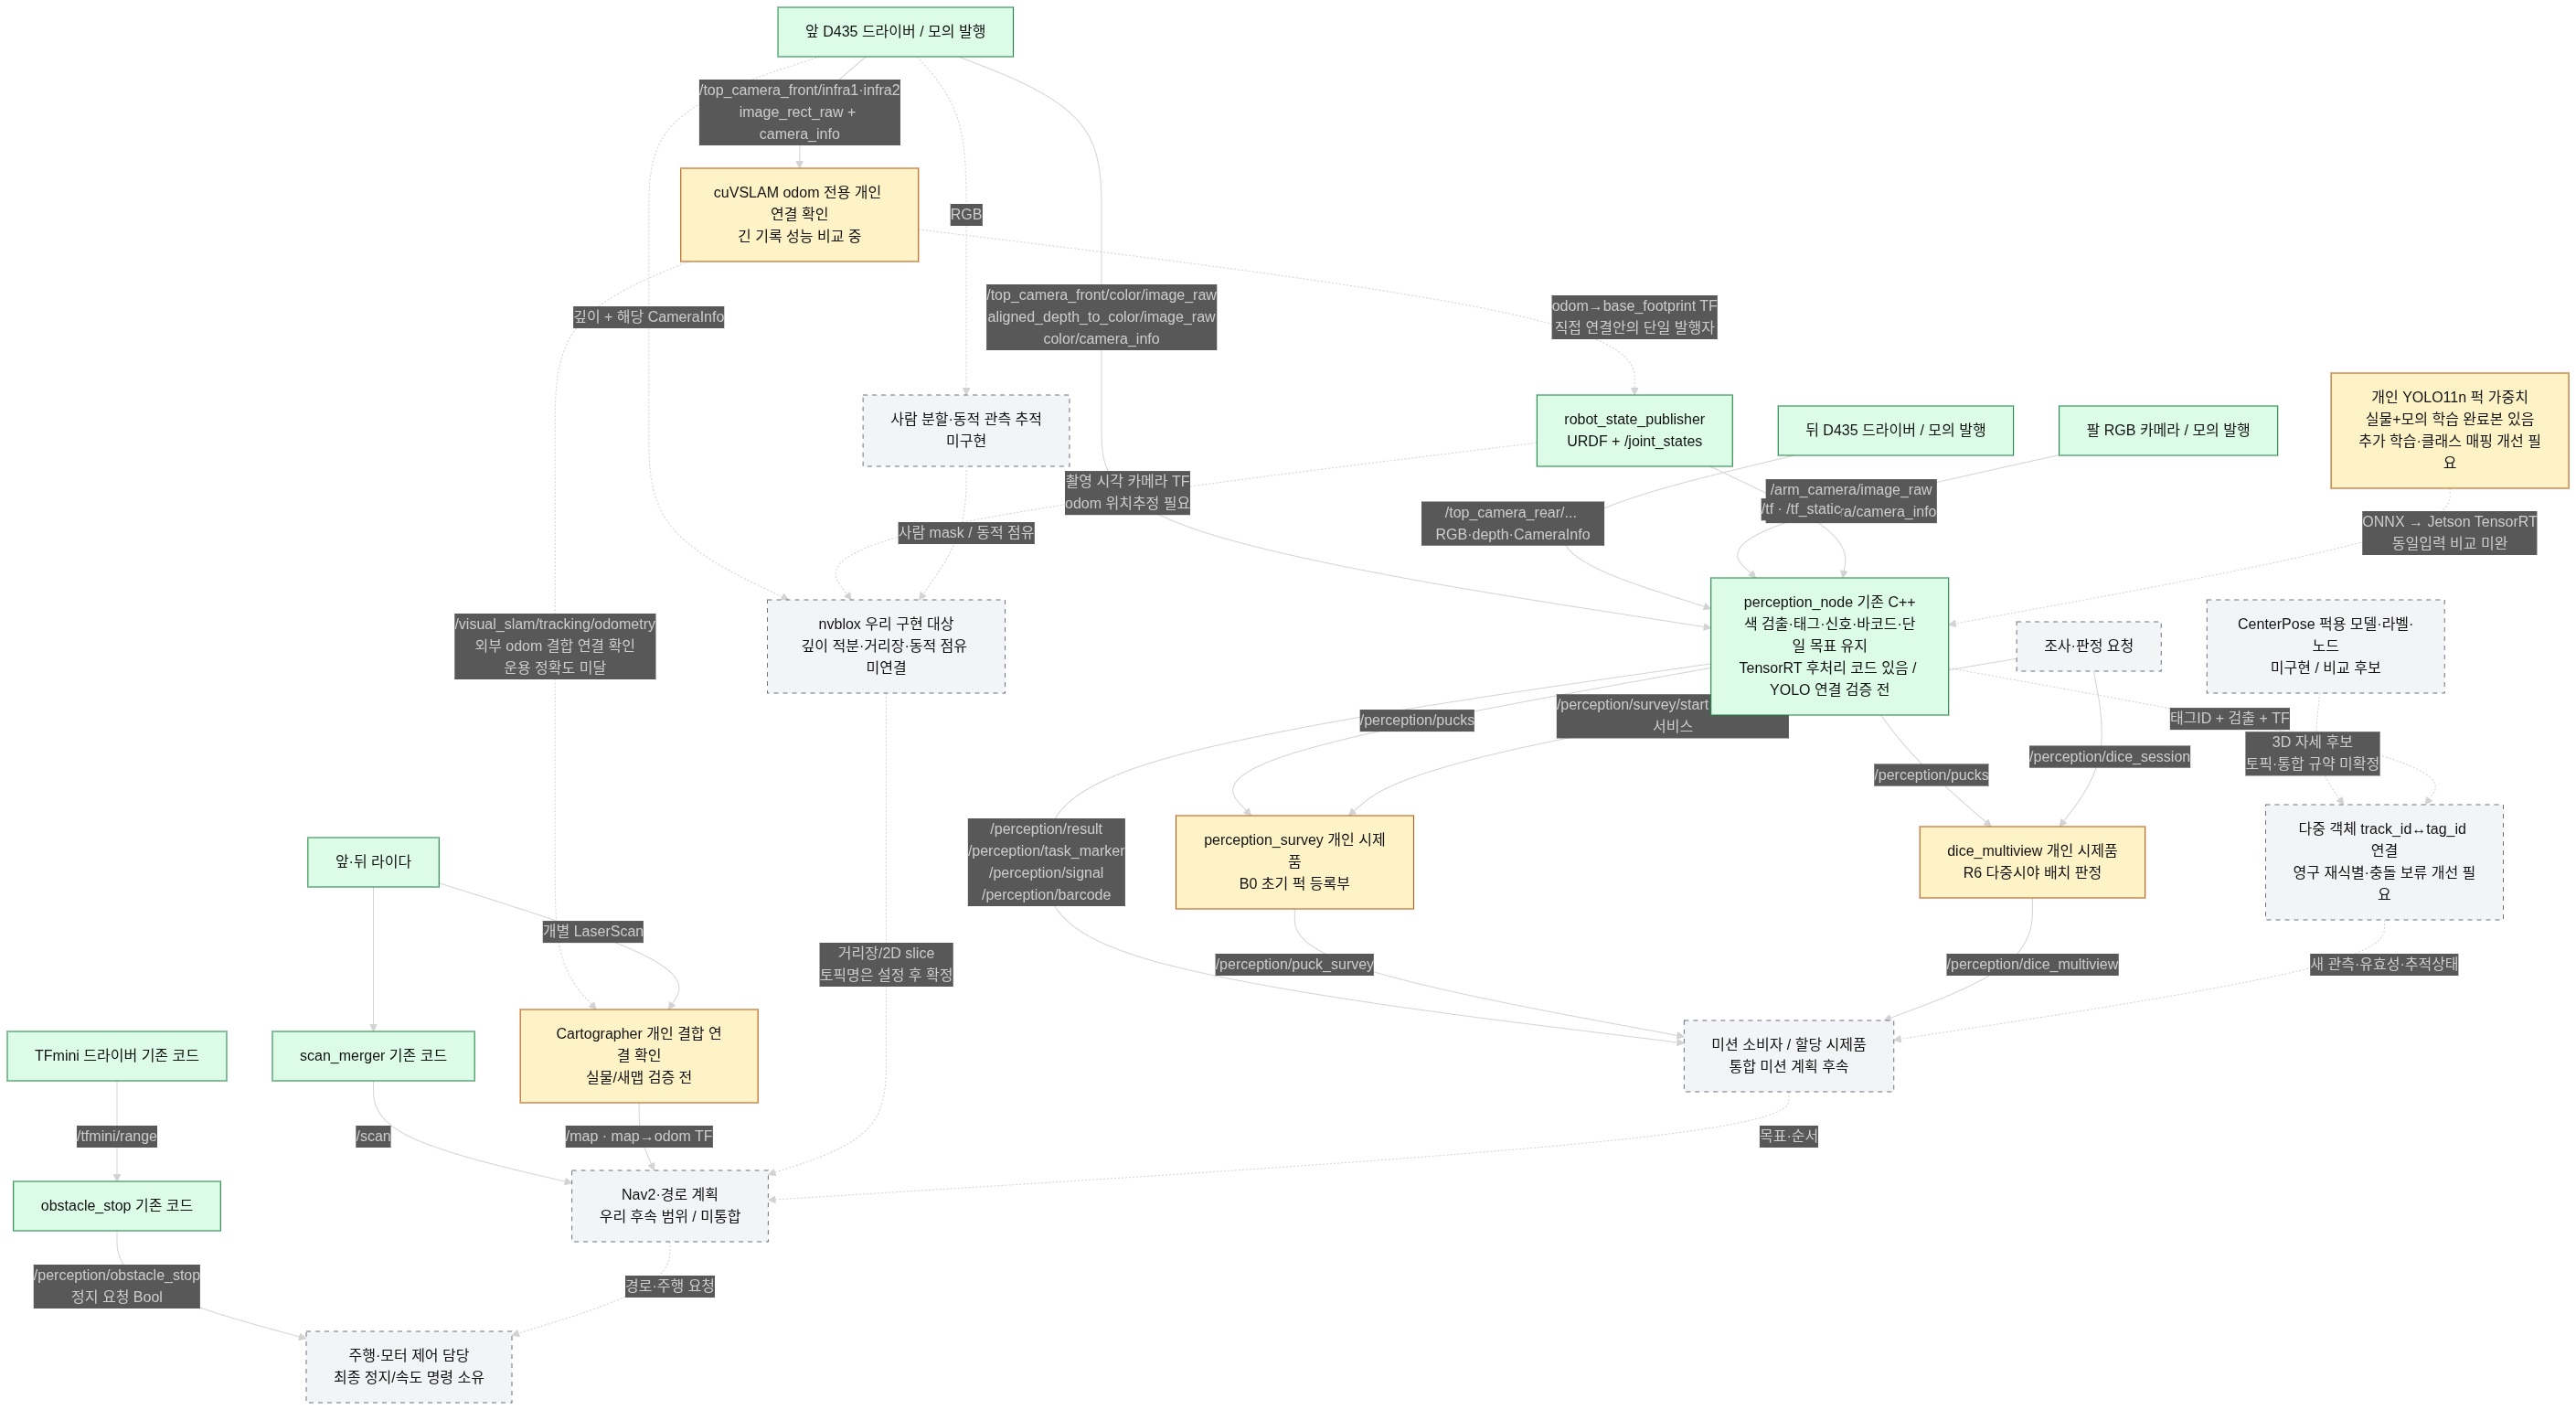 앞 D435 드라이버 / 모의 발행
/top_camera_front/infra1·infra2
image_rect_raw +
camera_info
cuVSLAM odom 전용 개인
연결 확인
긴 기록 성능 비교 중
RGB
깊이 + 해당 CameraInfo
/top_camera_front/color/image_raw
aligned_depth_to_color/image_raw
color/camera_info
odom→base_footprint TF
직접 연결안의 단일 발행자
사람 분할·동적 관측 추적
미구현
robot_state_publisher
URDF + /joint_states
뒤 D435 드라이버 / 모의 발행
팔 RGB 카메라 / 모의 발행
개인 YOLO11n 퍽 가중치
실물+모의 학습 완료본 있음
추가 학습·클래스 매핑 개선 필
요
촬영 시각 카메라 TF
odom 위치추정 필요
사람 mask / 동적 점유
/top_camera_rear/...
RGB·depth·CameraInfo
/arm_camera/image_raw
/tf · /tf_static
ra/camera_info
ONNX → Jetson TensorRT
동일입력 비교 미완
/visual_slam/tracking/odometry
외부 odom 결합 연결 확인
운용 정확도 미달
nvblox 우리 구현 대상
깊이 적분·거리장·동적 점유
미연결
perception_node 기존 C++
색 검출·태그·신호·바코드·단
일 목표 유지
TensorRT 후처리 코드 있음 /
YOLO 연결 검증 전
조사·판정 요청
CenterPose 퍽용 모델·라벨·
노드
미구현 / 비교 후보
/perception/pucks
/perception/survey/start
서비스
태그ID + 검출 + TF
3D 자세 후보
토픽·통합 규약 미확정
/perception/pucks
/perception/dice_session
/perception/result
/perception/task_marker
/perception/signal
/perception/barcode
perception_survey 개인 시제
품
B0 초기 퍽 등록부
dice_multiview 개인 시제품
R6 다중시야 배치 판정
다중 객체 track_id↔tag_id
연결
영구 재식별·충돌 보류 개선 필
요
앞·뒤 라이다
개별 LaserScan
거리장/2D slice
토픽명은 설정 후 확정
/perception/puck_survey
/perception/dice_multiview
새 관측·유효성·추적상태
TFmini 드라이버 기존 코드
scan_merger 기존 코드
Cartographer 개인 결합 연
결 확인
실물/새맵 검증 전
미션 소비자 / 할당 시제품
통합 미션 계획 후속
/tfmini/range
/scan
/map · map→odom TF
목표·순서
obstacle_stop 기존 코드
Nav2·경로 계획
우리 후속 범위 / 미통합
/perception/obstacle_stop
정지 요청 Bool
경로·주행 요청
주행·모터 제어 담당
최종 정지/속도 명령 소유